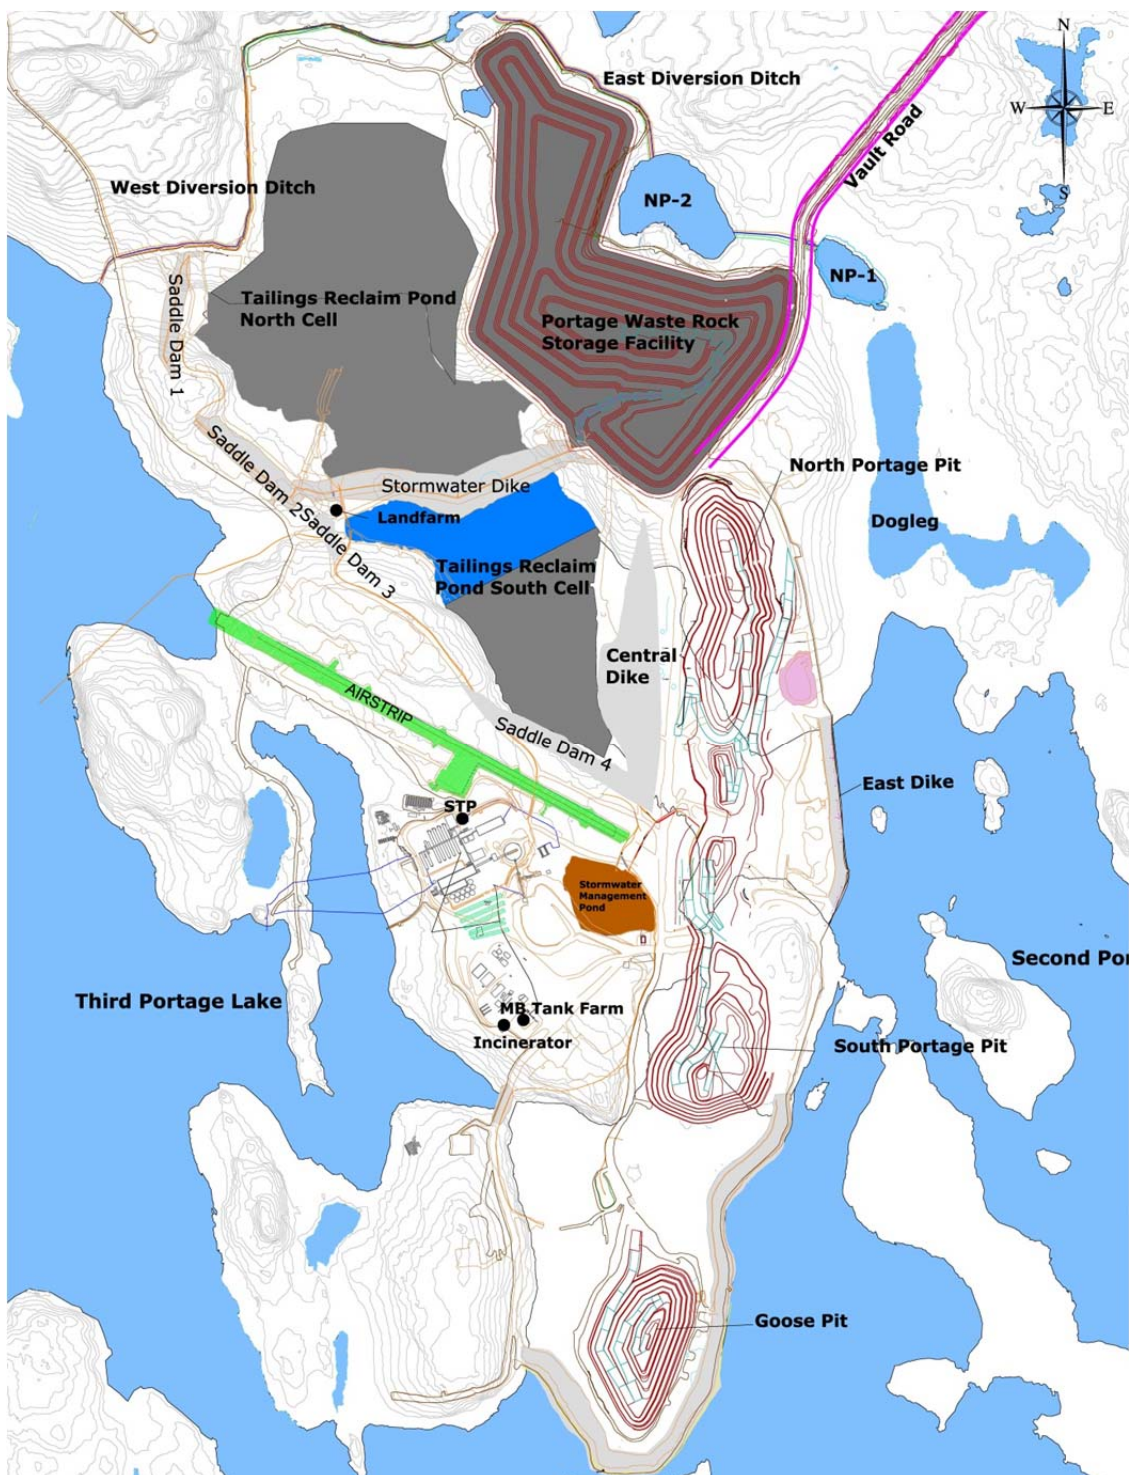 N
East Diversion Ditch
W
E
Vault Road
S
West Diversion Ditch
NP-2
NP-1
Saddle Dam 1
Tailings Reclaim Pond
North Cell
Portage Waste Rock
Storage Facility
Saddle Dam 2
Stormwater Dike
North Portage Pit
Landfarm
Dogleg
Saddle Dam 3
Tailings Reclaim
Pond South Cell
Central
Dike
AIRSTRIP
Saddle Dam 4
East Dike
STP
Stormwater
Management
Pond
Second Por
Third Portage Lake
MB Tank Farm
Incinerator
South Portage Pit
Goose Pit